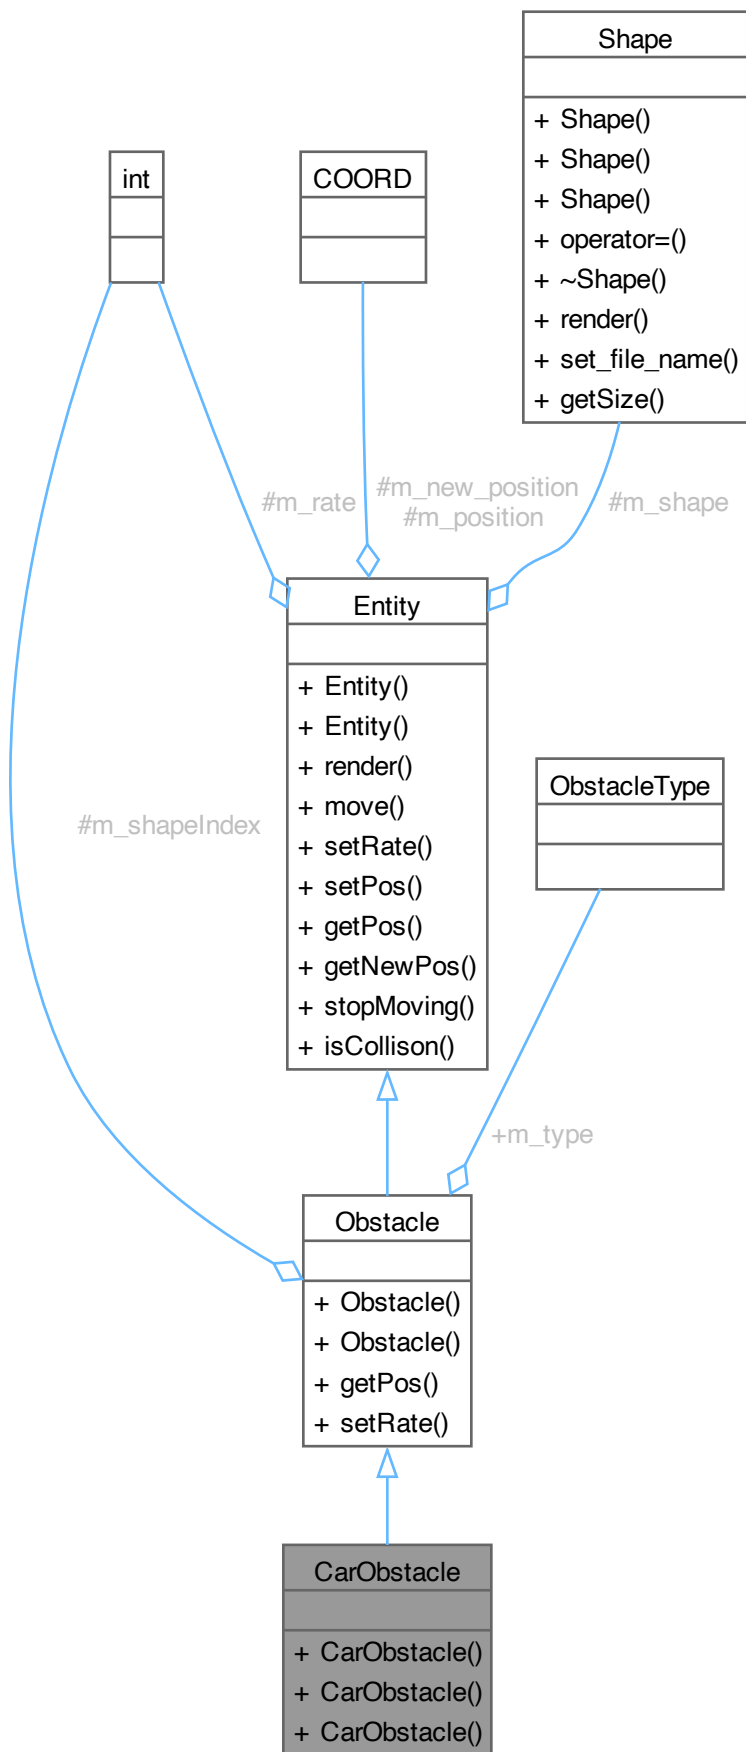 Shape
+ Shape()
+ Shape()
+ Shape()
+ operator=()
+ ~Shape()
+ render()
+ set_file_name()
+ getSize()
int
COORD
#m_rate
#m_new_position
#m_position
#m_shape
Entity
+ Entity()
+ Entity()
+ render()
+ move()
+ setRate()
+ setPos()
+ getPos()
+ getNewPos()
+ stopMoving()
+ isCollison()
ObstacleType
#m_shapeIndex
+m_type
Obstacle
+ Obstacle()
+ Obstacle()
+ getPos()
+ setRate()
CarObstacle
+ CarObstacle()
+ CarObstacle()
+ CarObstacle()